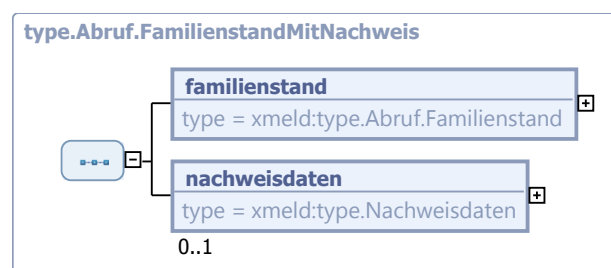 type.Abruf.FamilienstandMitNachweis
familienstand
type = xmeld:type.Abruf.Familienstand
nachweisdaten
type = xmeld:type.Nachweisdaten
0..1